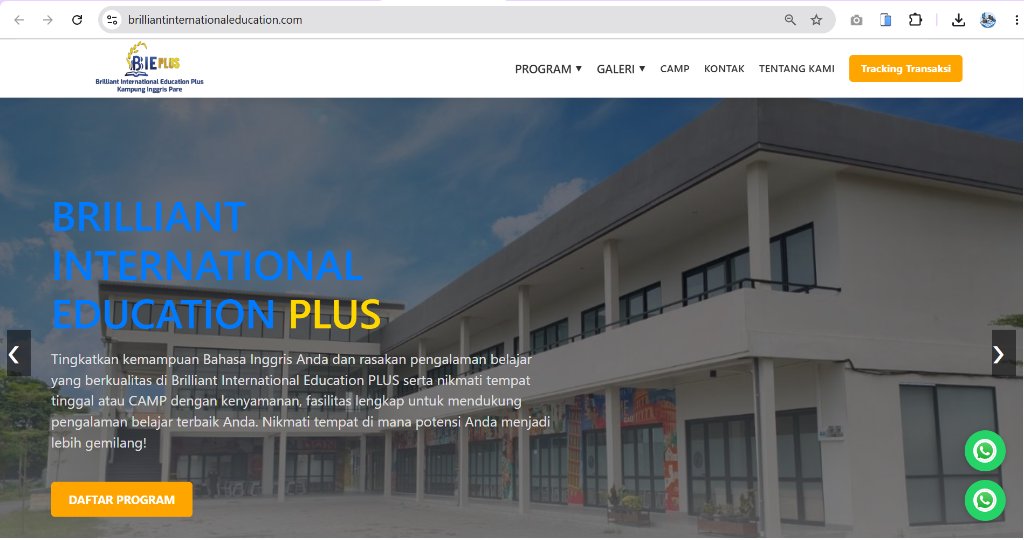 brilliantinternationaleducation.com
BIE PLUS
Brilliant International Education Plus
Kampung Inggris Pare
PROGRAM ▼ GALERI ▼ CAMP KONTAK TENTANG KAMI Tracking Transaksi
BRILLIANT
INTERNATIONAL
EDUCATION PLUS
Tingkatkan kemampuan Bahasa Inggris Anda dan rasakan pengalaman belajar
yang berkualitas di Brilliant International Education PLUS serta nikmati tempat
tinggal atau CAMP dengan kenyamanan, fasilitas lengkap untuk mendukung
pengalaman belajar terbaik Anda. Nikmati tempat di mana potensi Anda menjadi
lebih gemilang!
DAFTAR PROGRAM